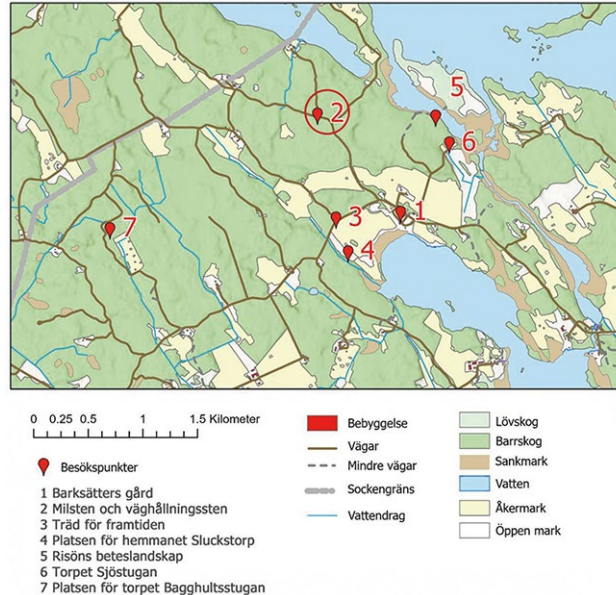 5
2
6
1
3
7
4
0 0.25 0.5 1 1.5 Kilometer
Besökspunkter
1 Barksätters gård
2 Milsten och väghållningssten
3 Träd för framtiden
4 Platsen för hemmanet Sluckstorp
5 Risöns beteslandskap
6 Torpet Sjöstugan
7 Platsen för torpet Bagghultsstugan
Bebyggelse
Vägar
Mindre vägar
Sockengräns
Vattendrag
Lövskog
Barrskog
Sankmark
Vatten
Åkermark
Öppen mark